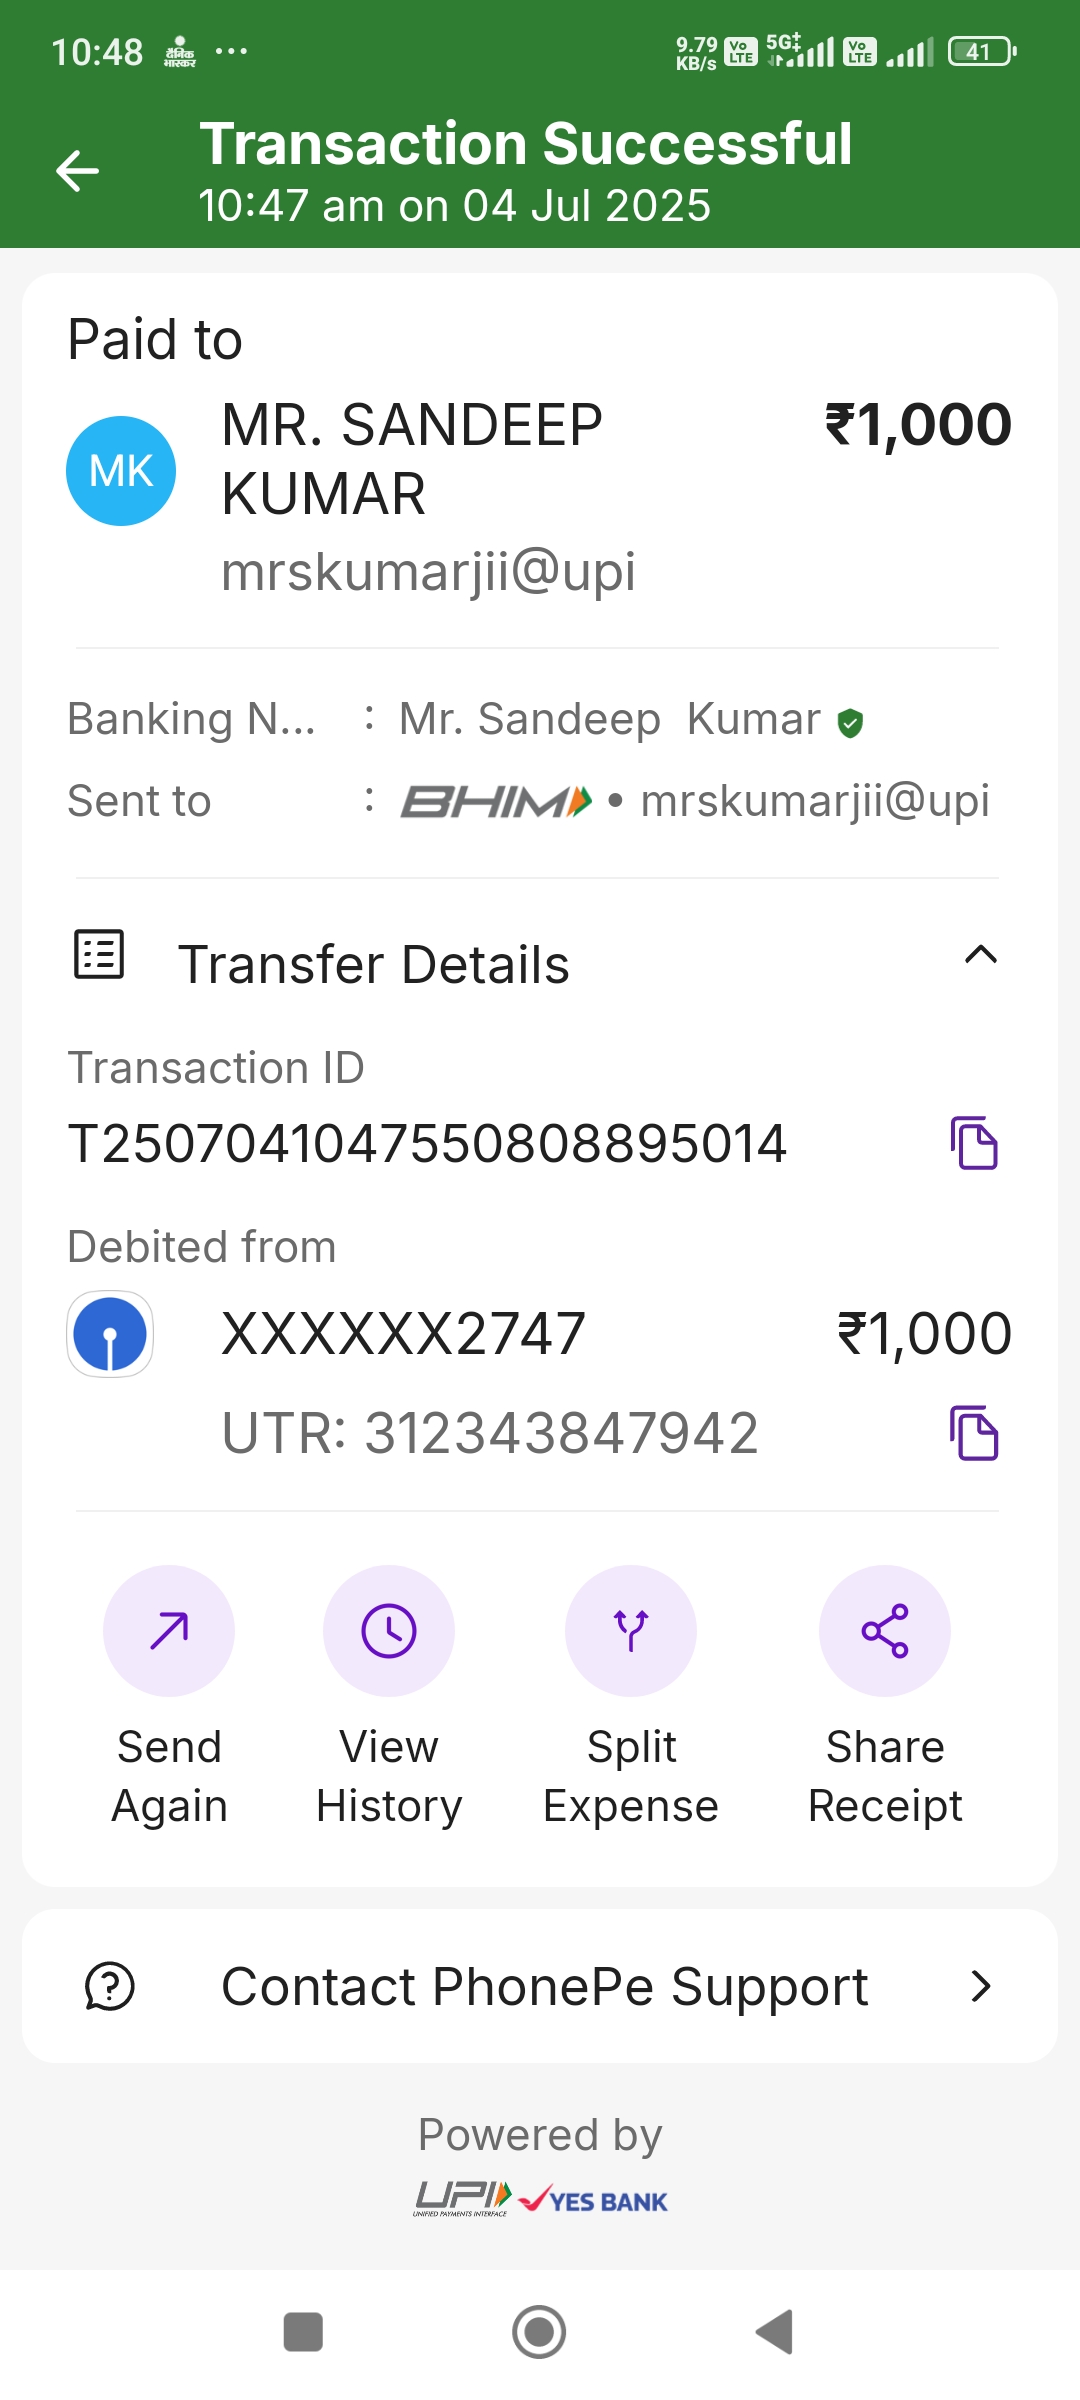 10:48 दैनिक भास्कर ... 9.79 KB/s Vo LTE 5G Vo LTE 41
Transaction Successful
10:47 am on 04 Jul 2025
Paid to
MK
MR. SANDEEP
KUMAR
₹1,000
mrskumarjii@upi
Banking N... : Mr. Sandeep Kumar
Sent to : BHIM • mrskumarjii@upi
Transfer Details
Transaction ID
T2507041047550808895014
Debited from
XXXXXX2747 ₹1,000
UTR: 312343847942
Send Again
View History
Split Expense
Share Receipt
Contact PhonePe Support
Powered by
UPI YES BANK
UNIFIED PAYMENTS INTERFACE